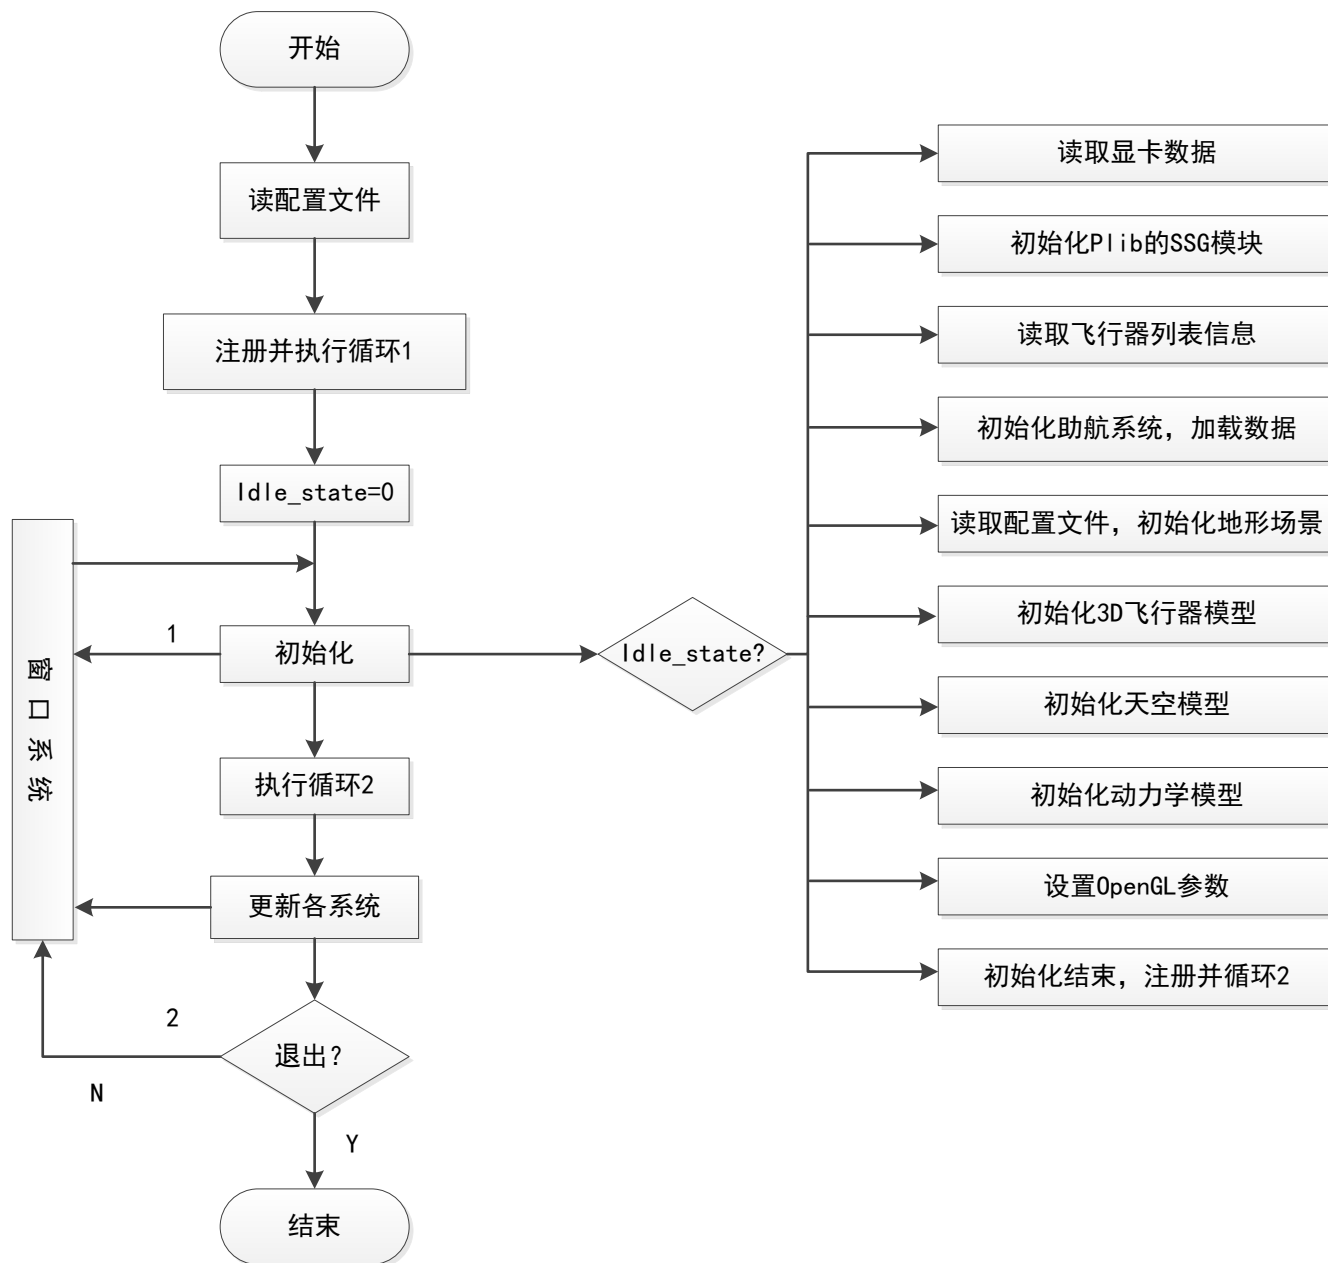 开始
读配置文件
注册并执行循环1
Idle_state=0
1
初始化
窗口系统
执行循环2
更新各系统
2
退出？
N
Y
结束
Idle_state?
读取显卡数据
初始化Plib的SSG模块
读取飞行器列表信息
初始化助航系统，加载数据
读取配置文件，初始化地形场景
初始化3D飞行器模型
初始化天空模型
初始化动力学模型
设置OpenGL参数
初始化结束，注册并循环2